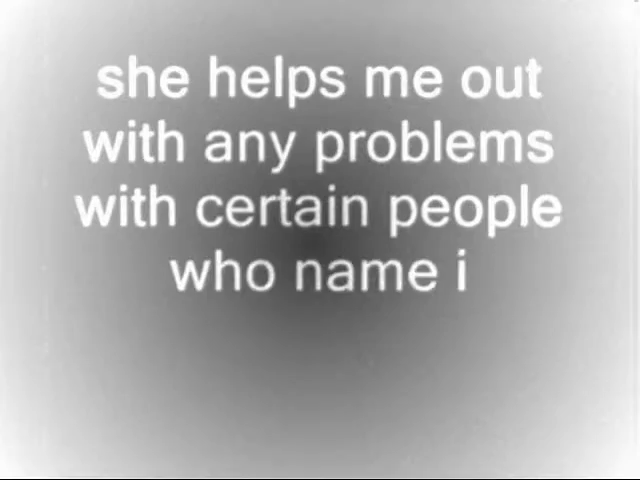 she helps me out
with any problems
with certain people
who name i